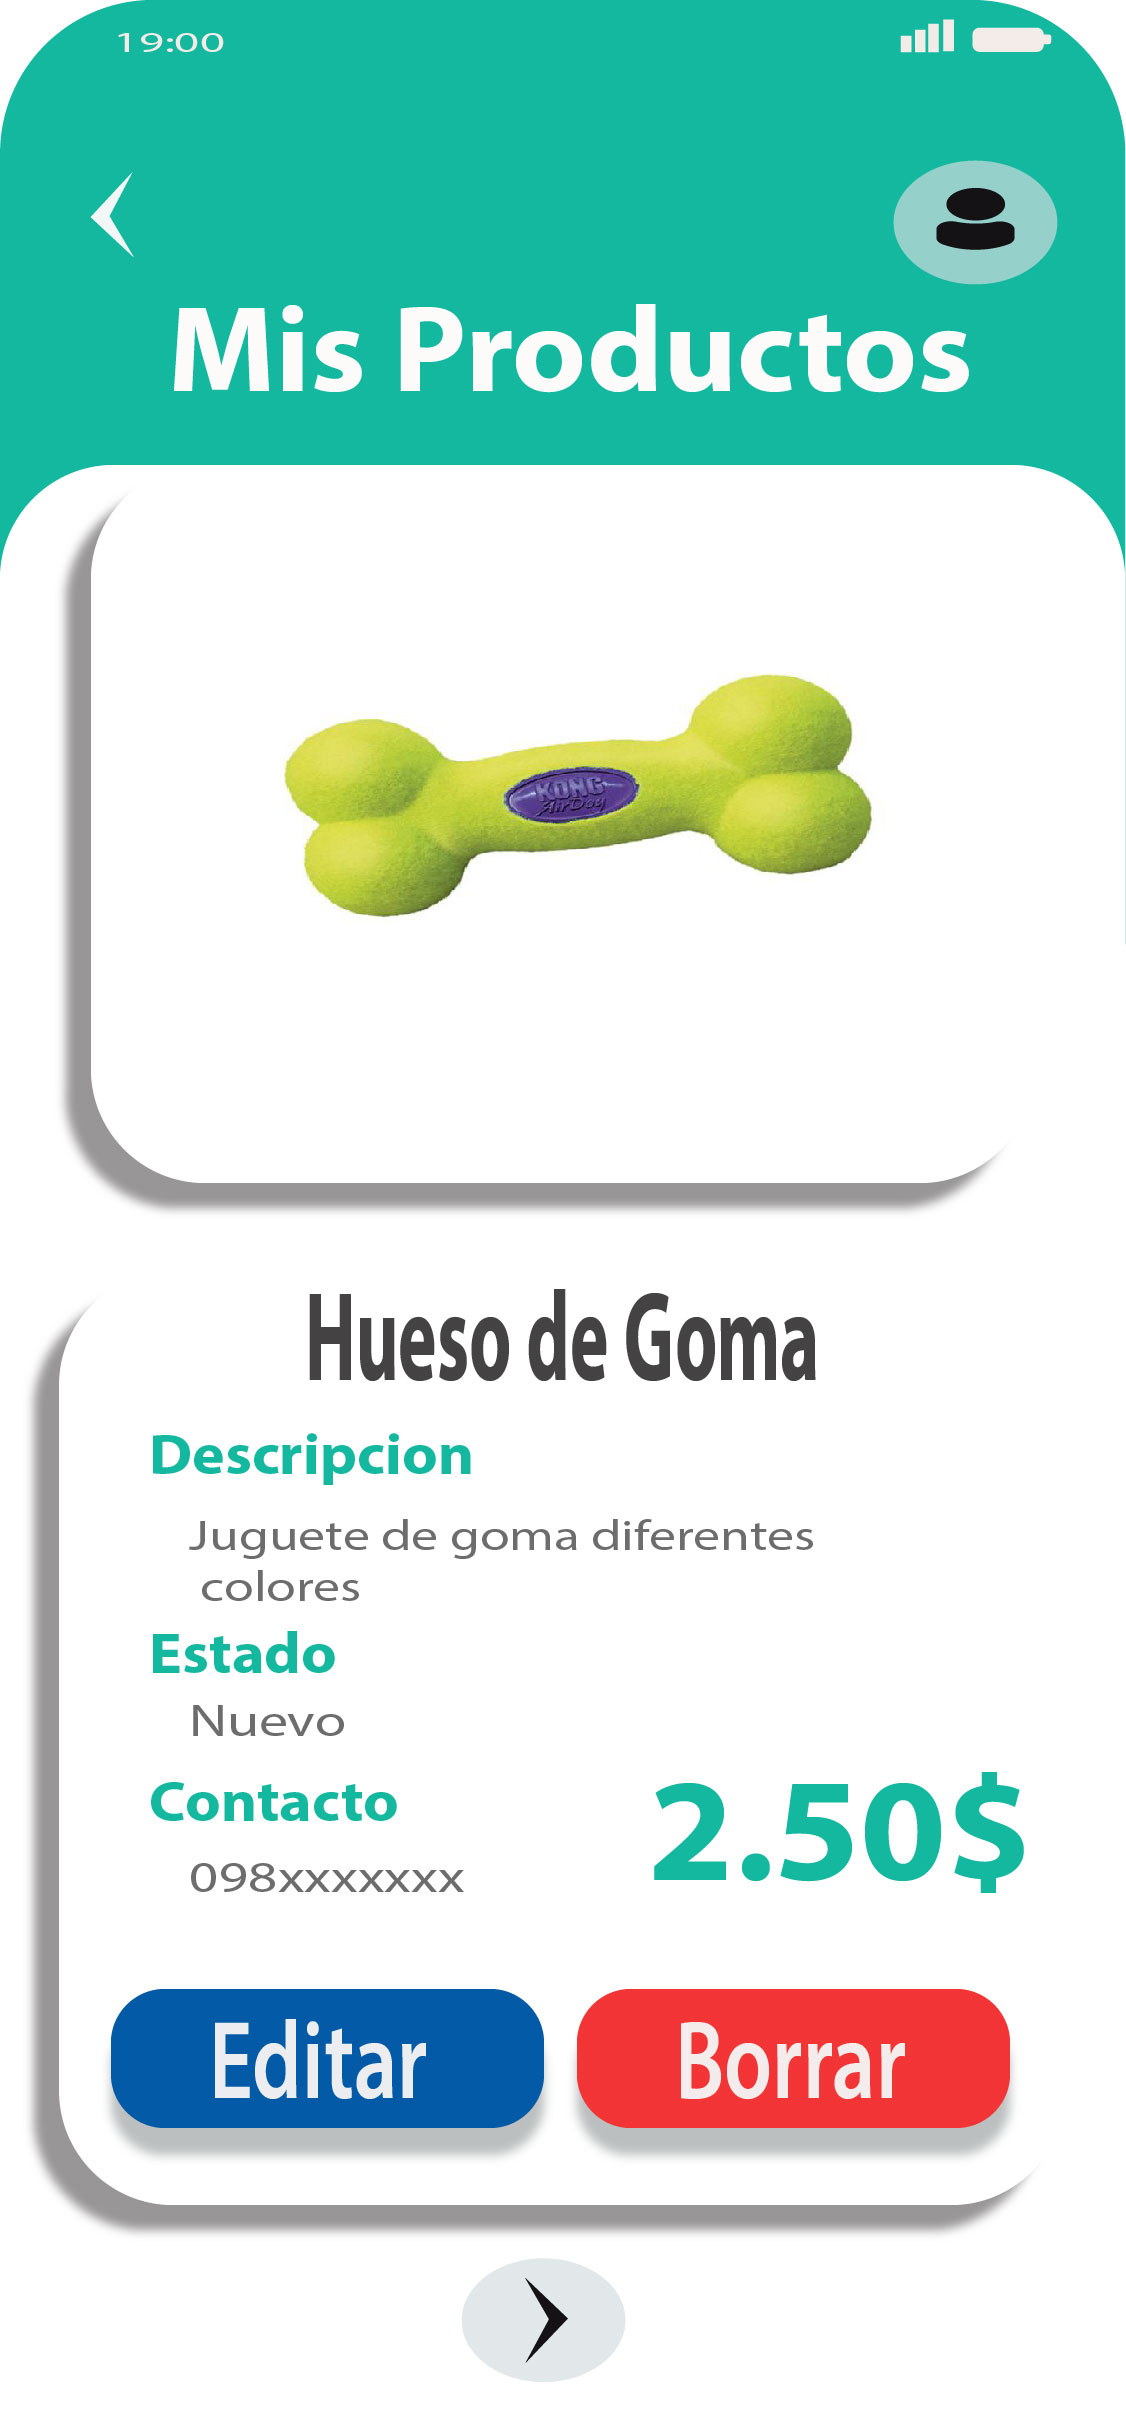 19:00
Mis Productos
KONG
AirDog
Hueso de Goma
Descripcion
Juguete de goma diferentes
colores
Estado
Nuevo
Contacto
098xxxxxxx
2.50$
Editar
Borrar